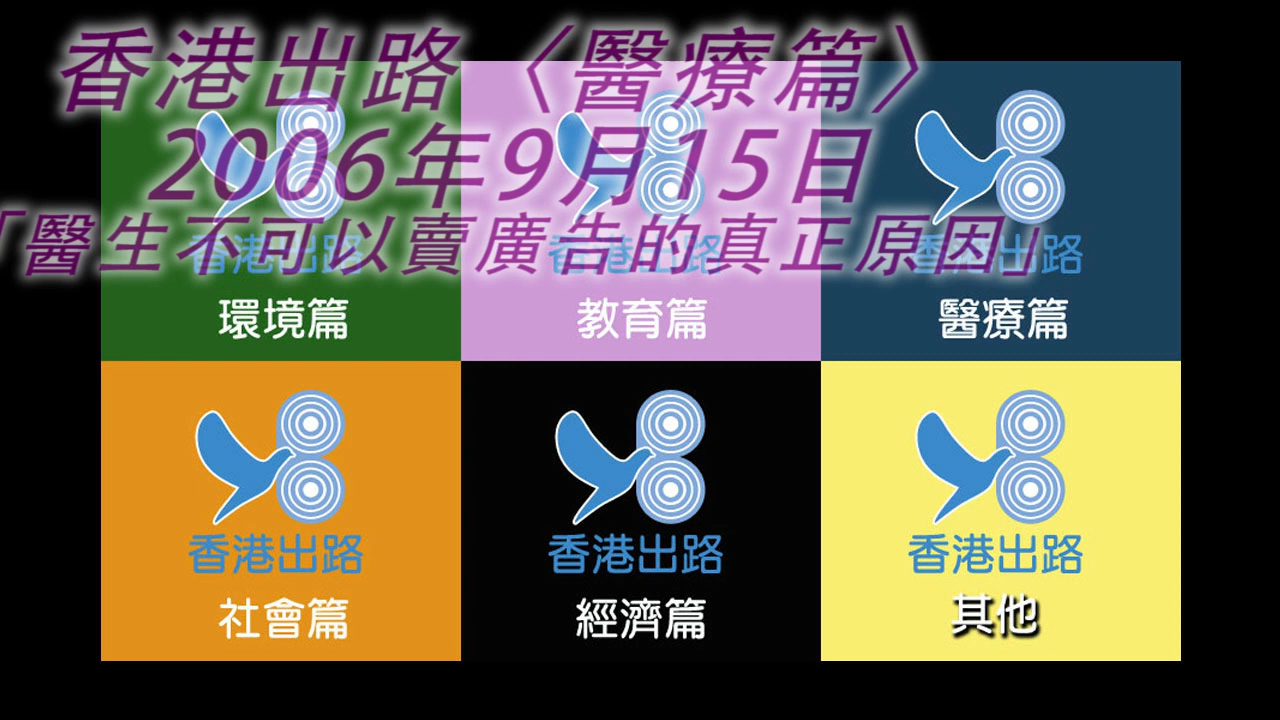 香港出路〈醫療篇〉
2006年9月15日
「醫生不可以賣廣告的真正原因」
香港出路 香港出路 香港出路
環境篇 教育篇 醫療篇
香港出路 香港出路 香港出路
社會篇 經濟篇 其他